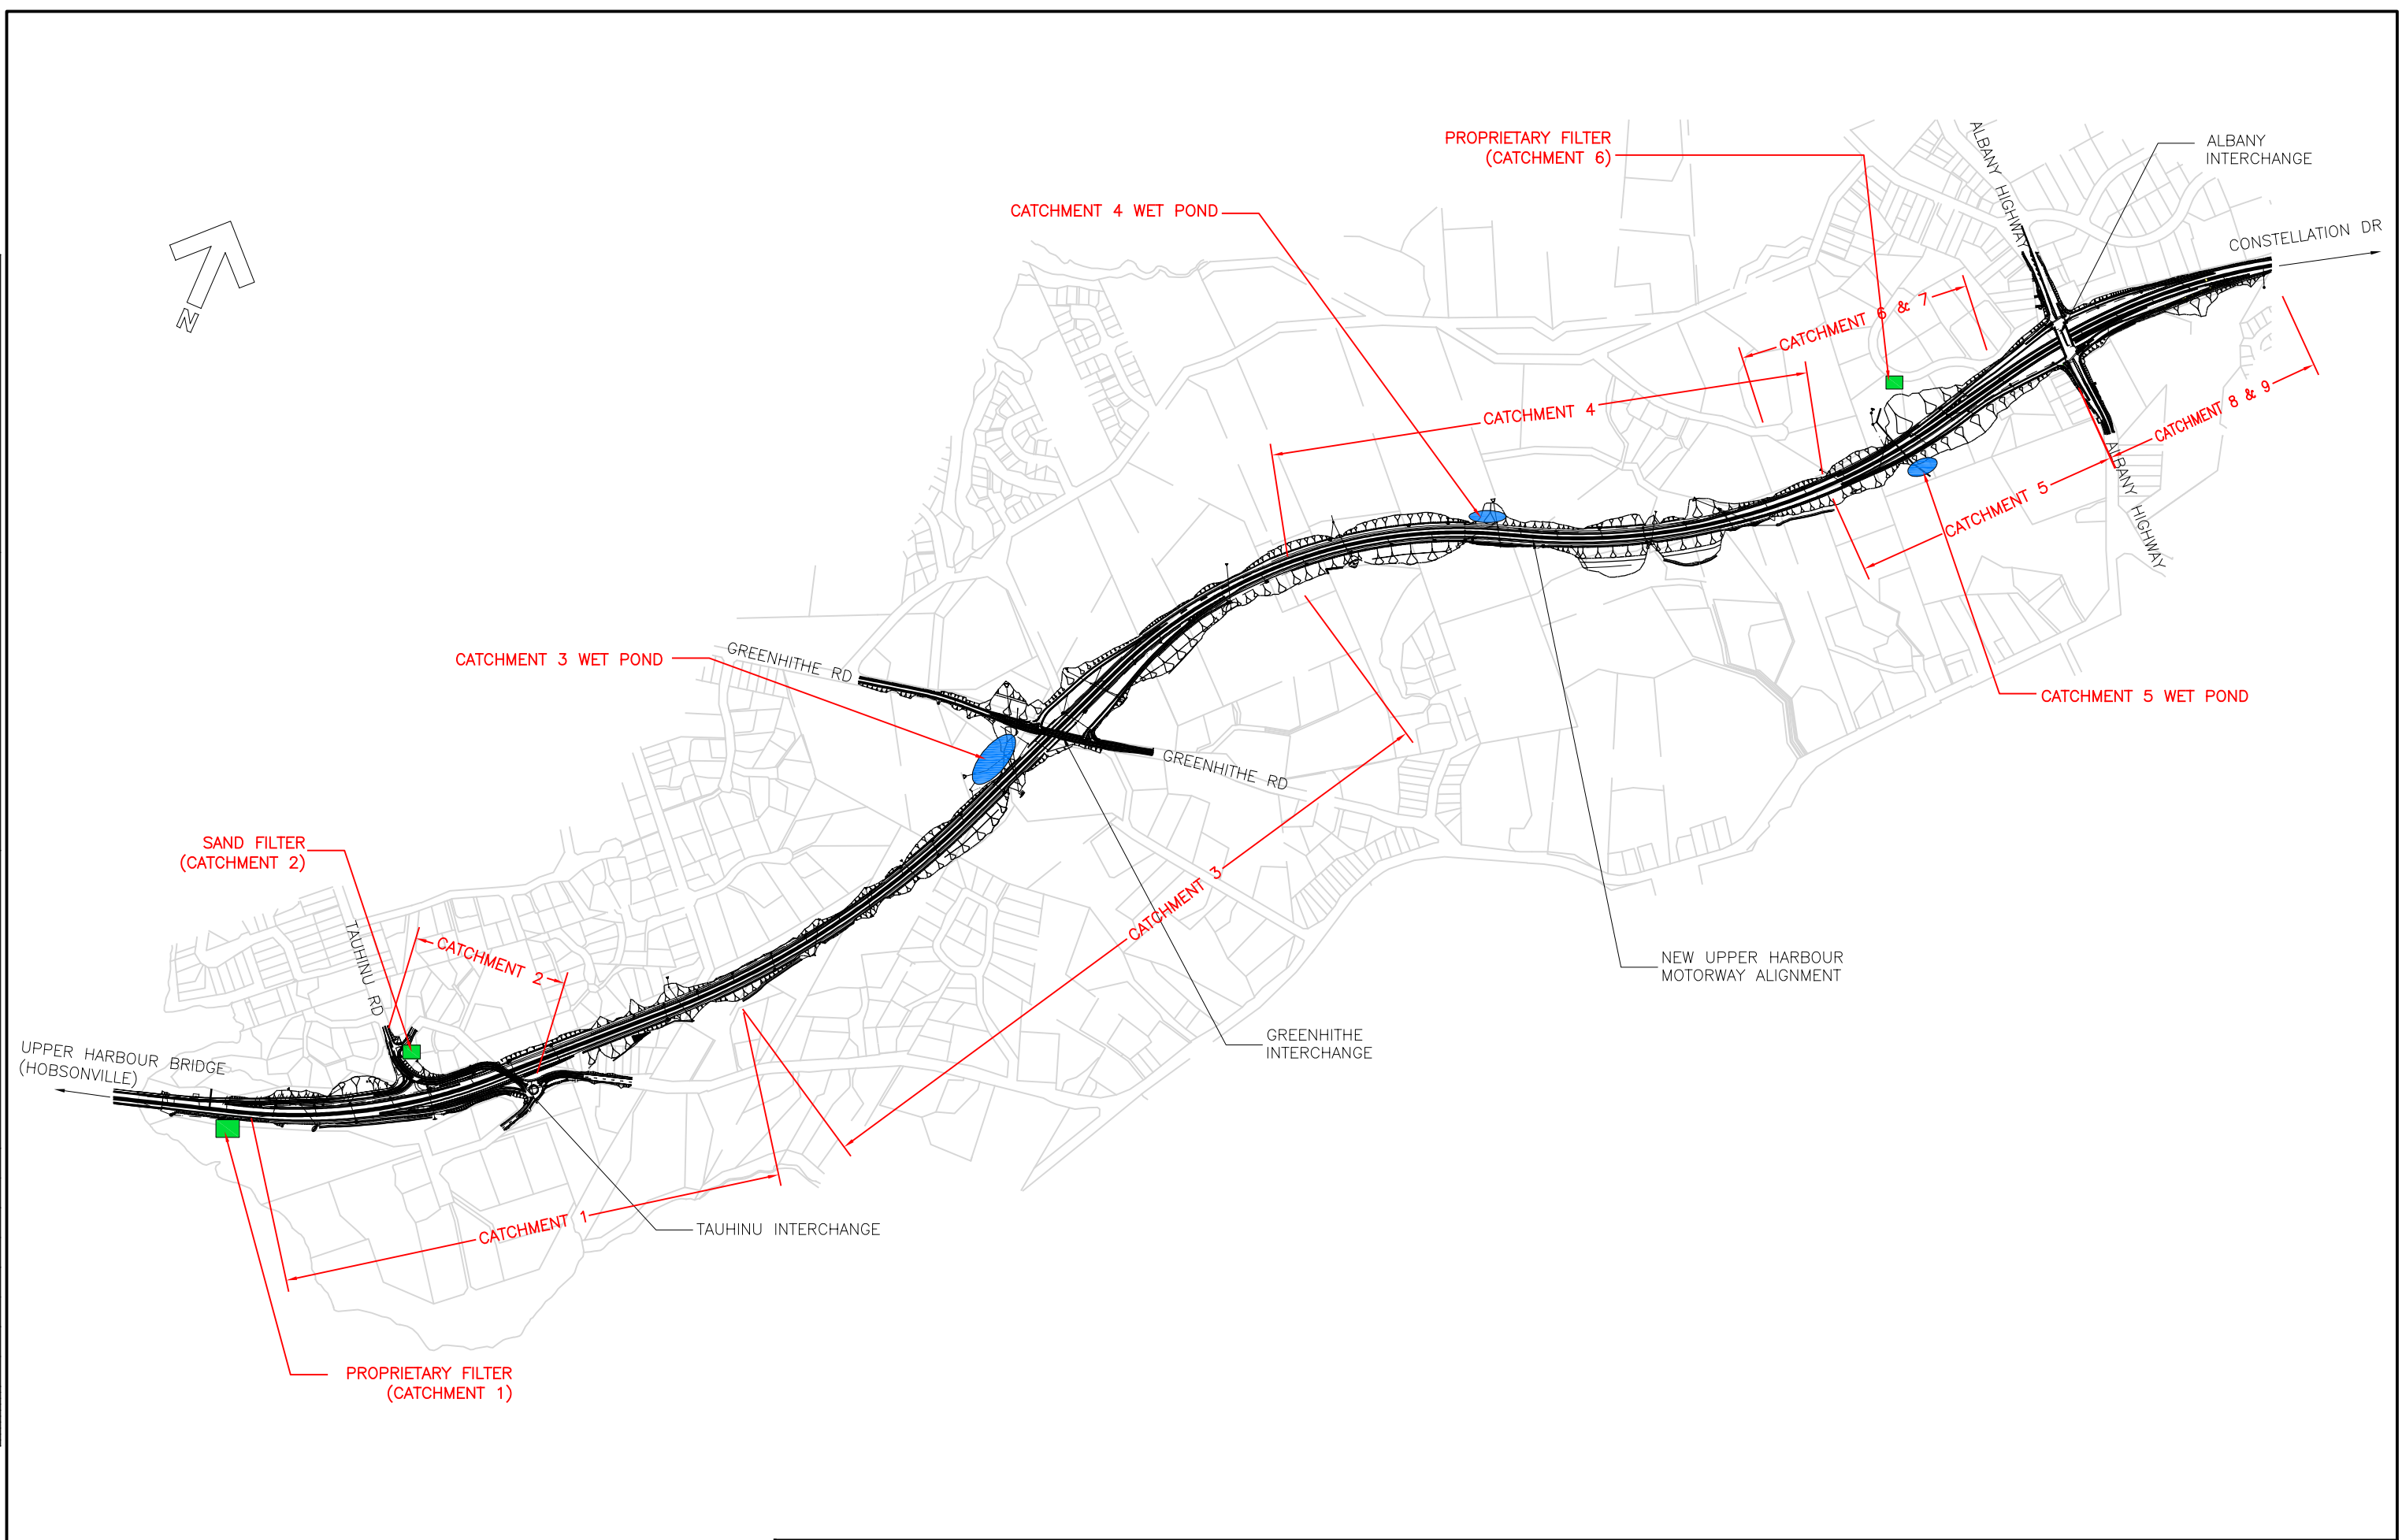 PROPRIETARY FILTER
(CATCHMENT 6)
ALBANY HIGHWAY
ALBANY
INTERCHANGE
CATCHMENT 4 WET POND
CONSTELLATION DR
N
CATCHMENT 6 & 7
CATCHMENT 4
CATCHMENT 8 & 9
CATCHMENT 5
ALBANY HIGHWAY
CATCHMENT 3 WET POND
GREENHITHE RD
CATCHMENT 5 WET POND
GREENHITHE RD
SAND FILTER
(CATCHMENT 2)
CATCHMENT 3
TAUHINU RD
CATCHMENT 2
NEW UPPER HARBOUR
MOTORWAY ALIGNMENT
GREENHITHE
INTERCHANGE
UPPER HARBOUR BRIDGE
(HOBSONVILLE)
CATCHMENT 1
TAUHINU INTERCHANGE
PROPRIETARY FILTER
(CATCHMENT 1)